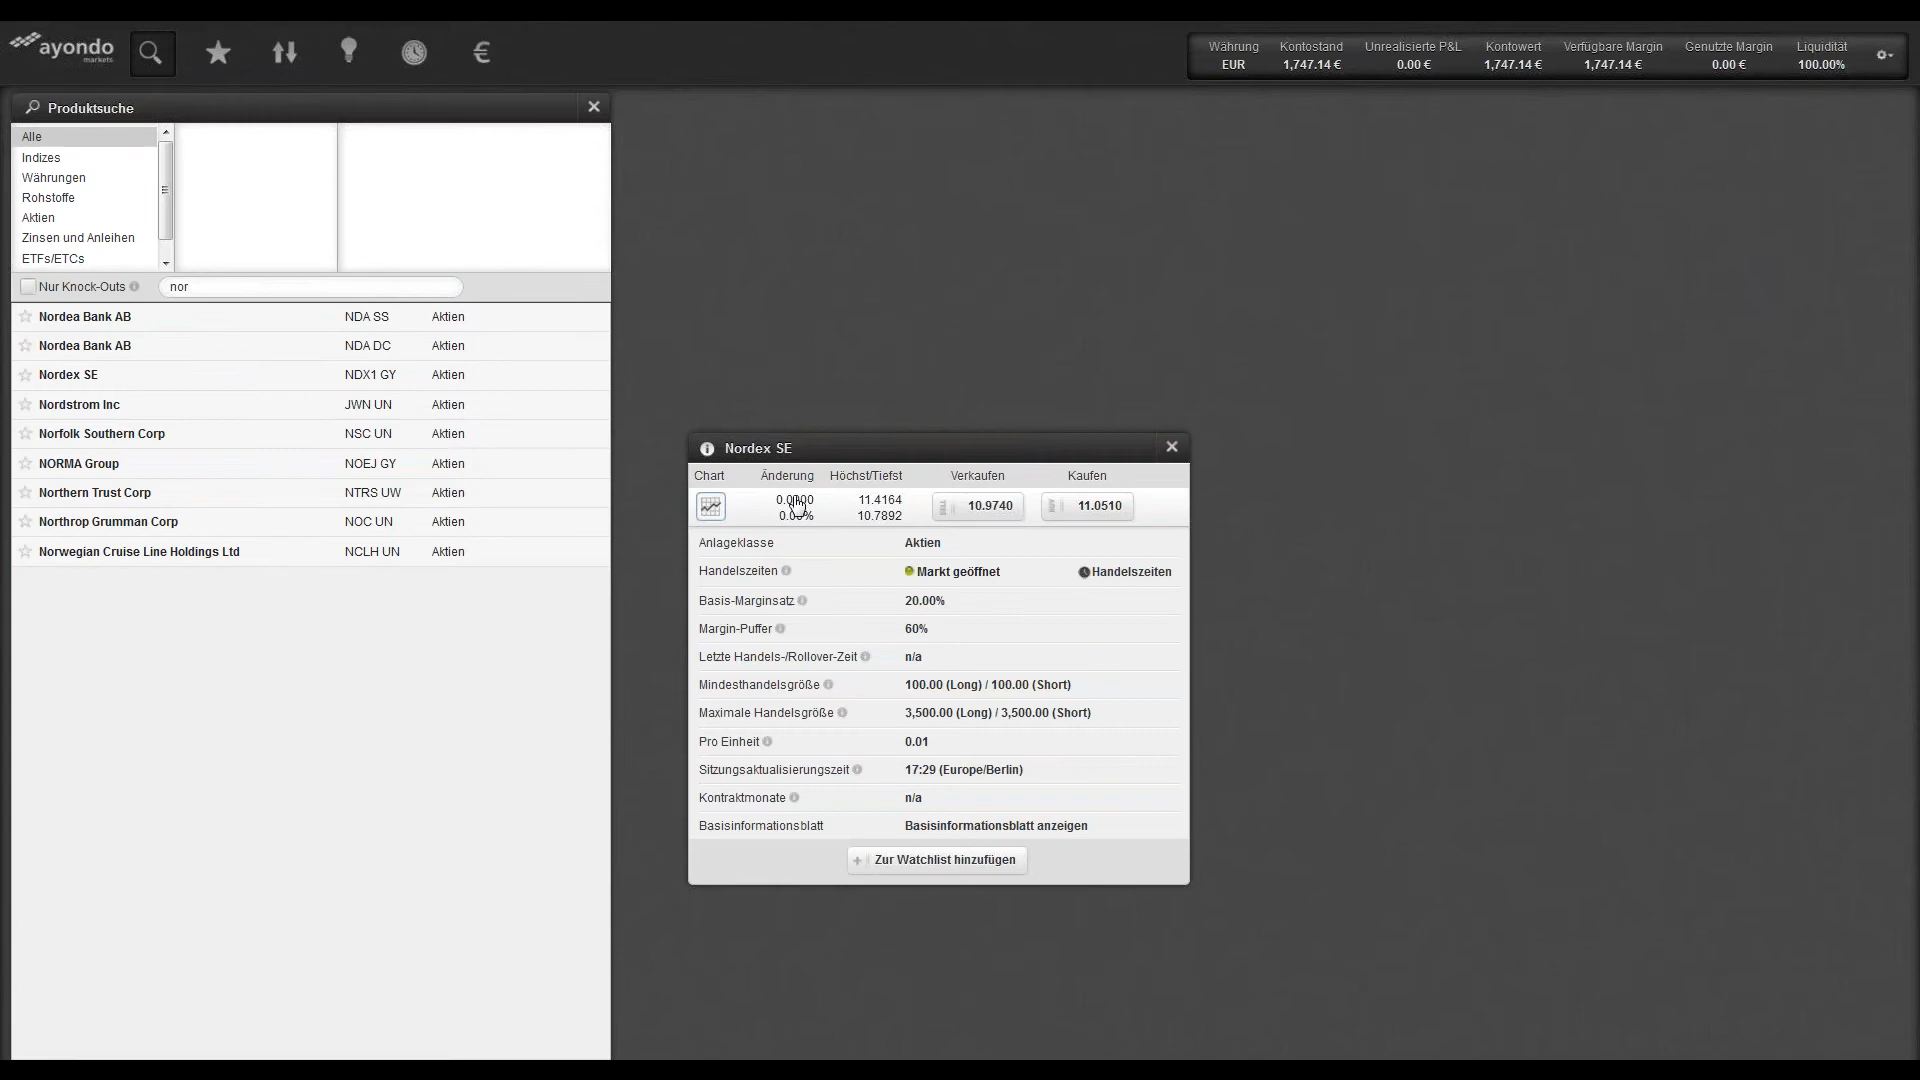 ayondo
markets
Währung Kontostand Unrealisierte P&L Kontowert Verfügbare Margin Genutzte Margin Liquidität
EUR 1,747.14 € 0.00 € 1,747.14 € 1,747.14 € 0.00 € 100.00%
Produktsuche
Alle
Indizes
Währungen
Rohstoffe
Aktien
Zinsen und Anleihen
ETFs/ETCs
Nur Knock-Outs nor
Nordea Bank AB NDA SS Aktien
Nordea Bank AB NDA DC Aktien
Nordex SE NDX1 GY Aktien
Nordstrom Inc JWN UN Aktien
Norfolk Southern Corp NSC UN Aktien
NORMA Group NOEJ GY Aktien
Northern Trust Corp NTRS UW Aktien
Northrop Grumman Corp NOC UN Aktien
Norwegian Cruise Line Holdings Ltd NCLH UN Aktien
Nordex SE
Chart Änderung Höchst/Tiefst Verkaufen Kaufen
0.0000 11.4164 10.9740 11.0510
0.00% 10.7892
Anlageklasse Aktien
Handelszeiten Markt geöffnet Handelszeiten
Basis-Marginsatz 20.00%
Margin-Puffer 60%
Letzte Handels-/Rollover-Zeit n/a
Mindesthandelsgröße 100.00 (Long) / 100.00 (Short)
Maximale Handelsgröße 3,500.00 (Long) / 3,500.00 (Short)
Pro Einheit 0.01
Sitzungsaktualisierungszeit 17:29 (Europe/Berlin)
Kontraktmonate n/a
Basisinformationsblatt Basisinformationsblatt anzeigen
Zur Watchlist hinzufügen